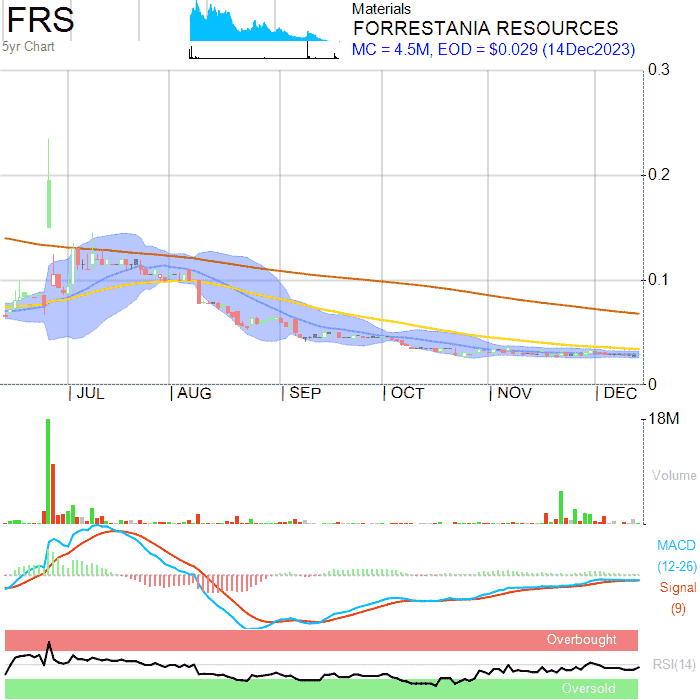 FRS
5yr Chart
Materials
FORRESTANIA RESOURCES
MC = 4.5M, EOD = $0.029 (14Dec2023)
0.3
0.2
0.1
0
JUL AUG SEP OCT NOV DEC
18M
Volume
MACD
(12-26)
Signal
(9)
Overbought
RSI(14)
Oversold